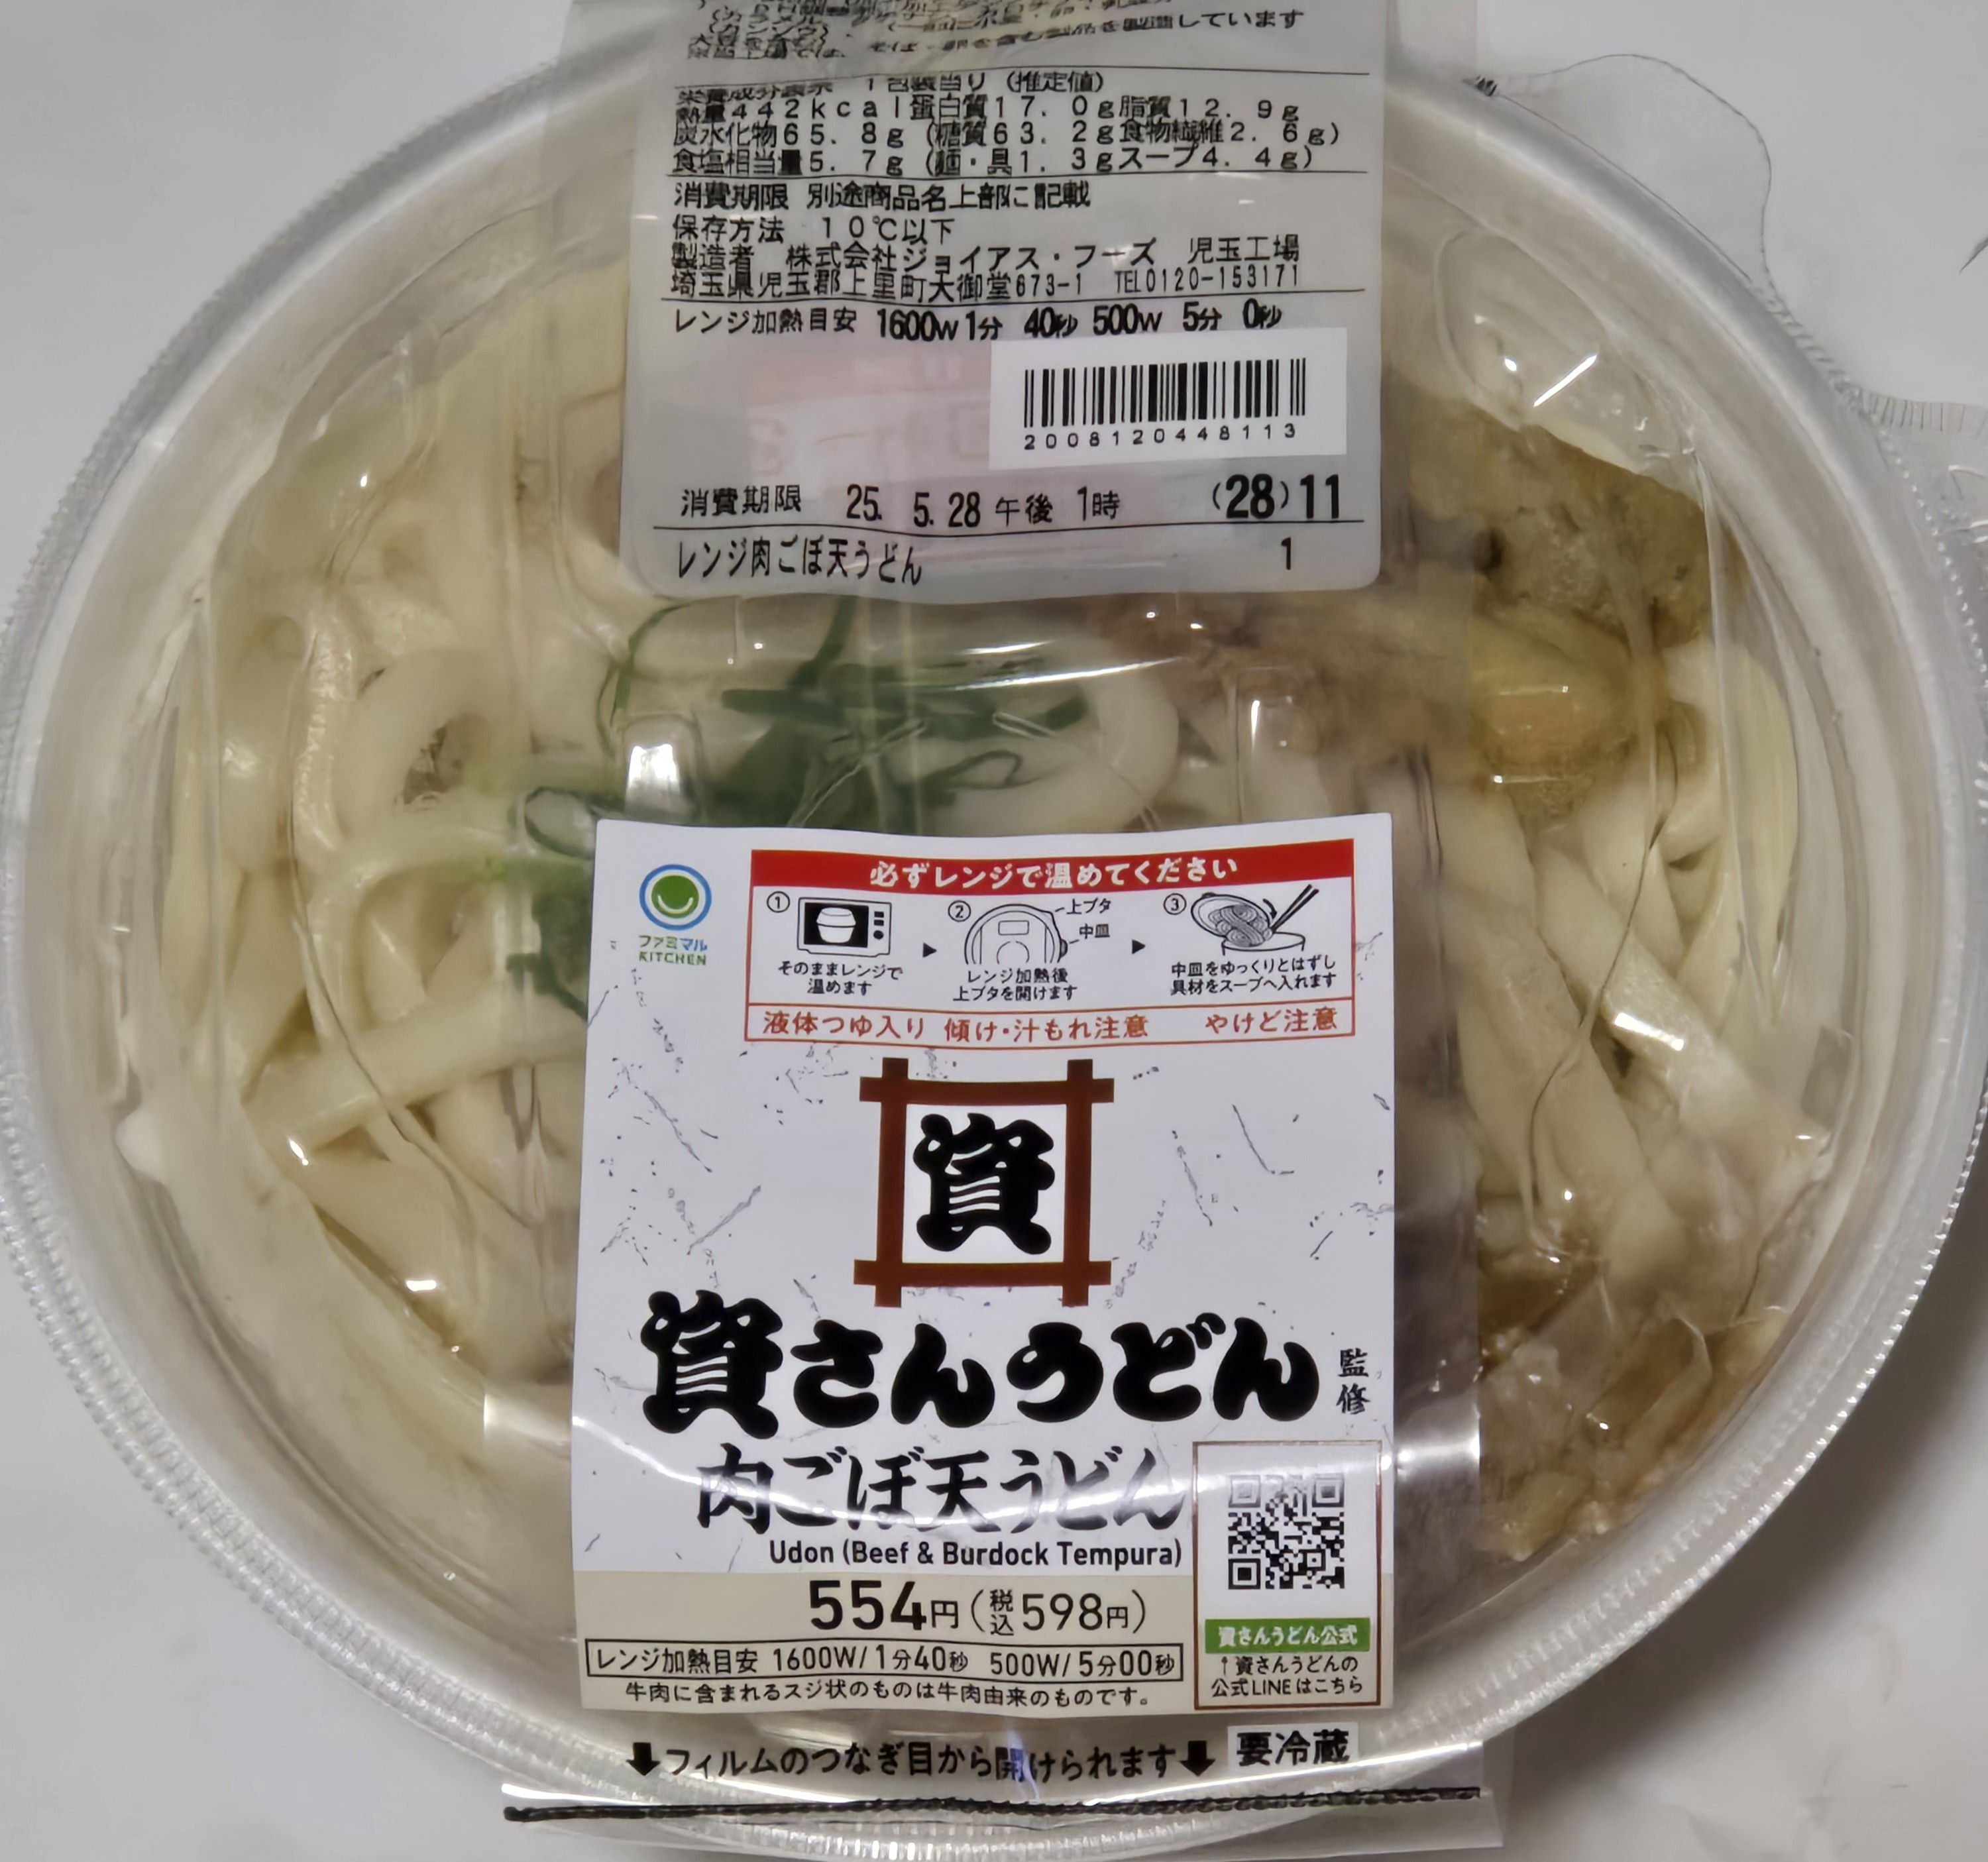 しています
栄養成分表示 1包装当り (推定値)
熱量442kcal蛋白質17.0g脂質12.9g
炭水化物65.8g(糖質63.2g食物繊維2.6g)
食塩相当量5.7g(麺・具1.3gスープ4.4g)
消費期限 別途商品名上部に記載
保存方法 10℃以下
製造者 株式会社ジョイアス・フーズ 児玉工場
埼玉県児玉郡上里町大御堂673-1 TEL0120-153171
レンジ加熱目安 1600W 1分 40秒 500W 5分 0秒
2008120448113
消費期限 25. 5.28 午後 1時 (28)11
レンジ肉ごぼ天うどん 1
ファミマル
KITCHEN
必ずレンジで温めてください
① ② ③
上ブタ
中皿
そのままレンジで
温めます
レンジ加熱後
上ブタを開けます
中皿をゆっくりとはずし
具材をスープへ入れます
液体つゆ入り 傾け・汁もれ注意 やけど注意
資
資さんうどん 監修
肉ごぼ天うどん
Udon (Beef & Burdock Tempura)
554円(税込598円)
レンジ加熱目安 1600W/1分40秒 500W/5分00秒
牛肉に含まれるスジ状のものは牛肉由来のものです。
資さんうどん公式
↑資さんうどんの
公式LINEはこちら
↓フィルムのつなぎ目から開けられます↓ 要冷蔵